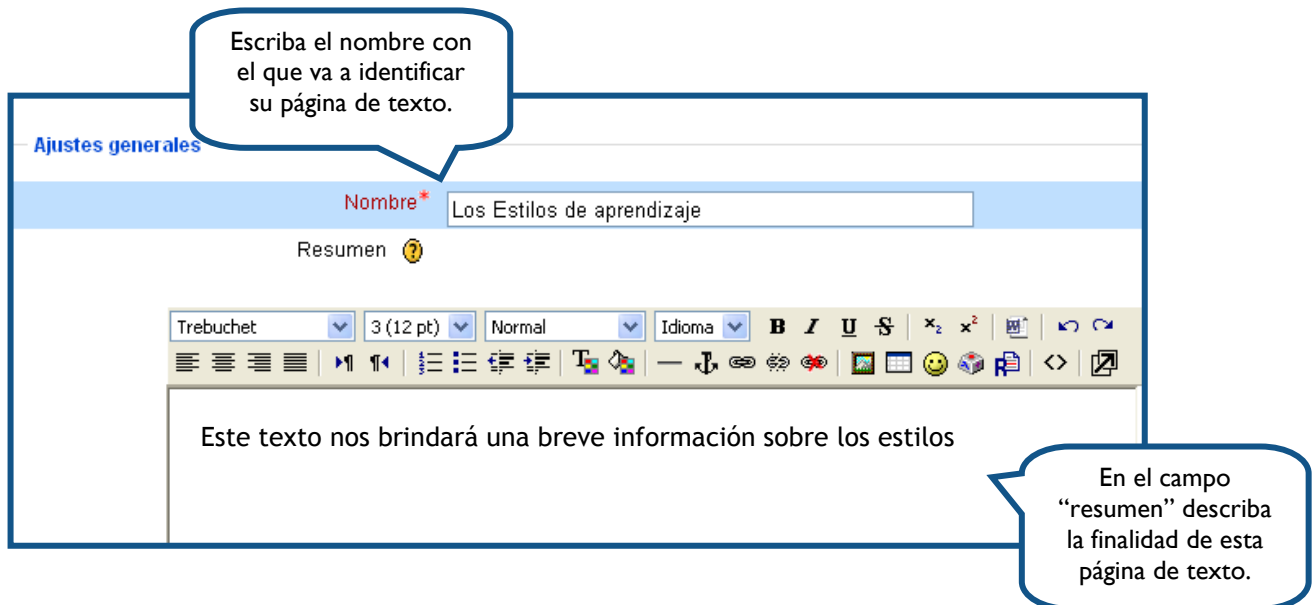 Escriba el nombre con
el que va a identificar
su página de texto.
Ajustes generales
Nombre*
Los Estilos de aprendizaje
Resumen
Trebuchet 3 (12 pt) Normal Idioma B I U S x₂ x²
Este texto nos brindará una breve información sobre los estilos
En el campo
“resumen” describa
la finalidad de esta
página de texto.